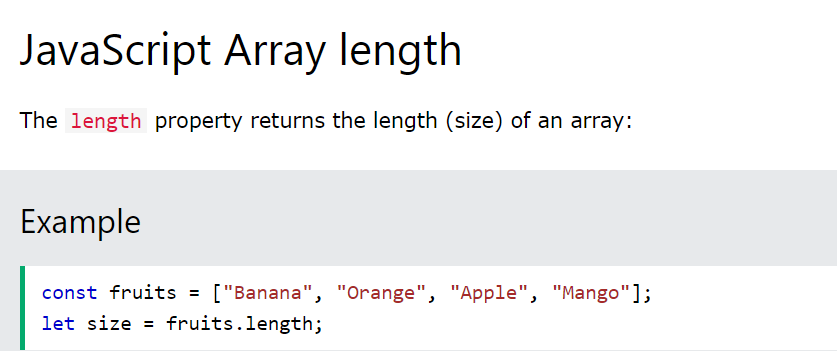 JavaScript Array length
The length property returns the length (size) of an array:
Example
const fruits = ["Banana", "Orange", "Apple", "Mango"];
let size = fruits.length;